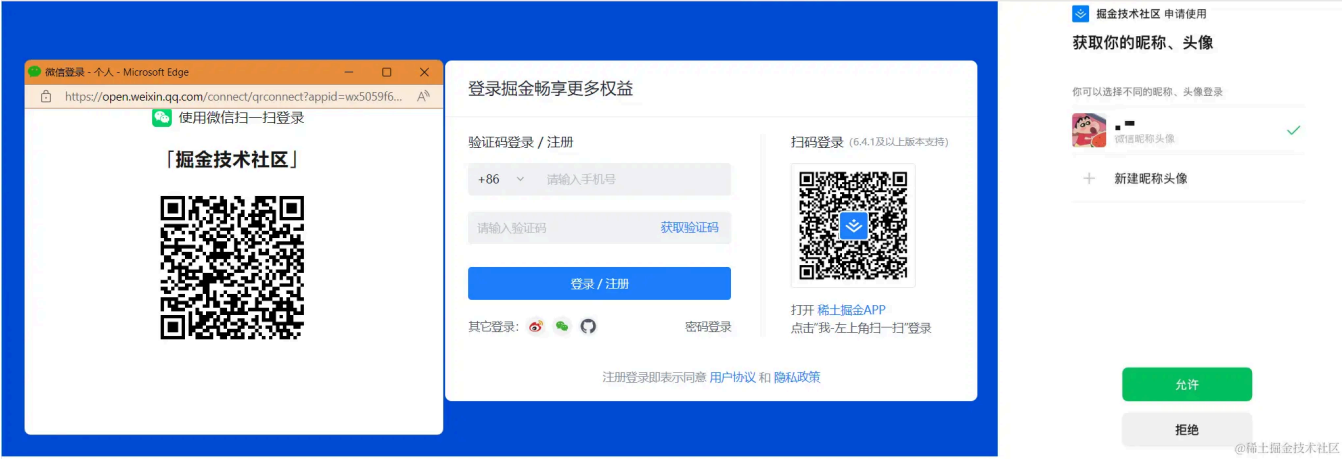 微信登录 - 个人 - Microsoft Edge
https://open.weixin.qq.com/connect/qrconnect?appid=wx5059f6...
使用微信扫一扫登录
「掘金技术社区」
登录掘金畅享更多权益
验证码登录 / 注册
+86 请输入手机号
请输入验证码 获取验证码
登录 / 注册
其它登录: 密码登录
扫码登录 (6.4.1及以上版本支持)
打开 稀土掘金APP
点击"我-左上角扫一扫"登录
注册登录即表示同意 用户协议 和 隐私政策
掘金技术社区 申请使用
获取你的昵称、头像
你可以选择不同的昵称、头像登录
微信昵称头像
新建昵称头像
允许
拒绝
@稀土掘金技术社区